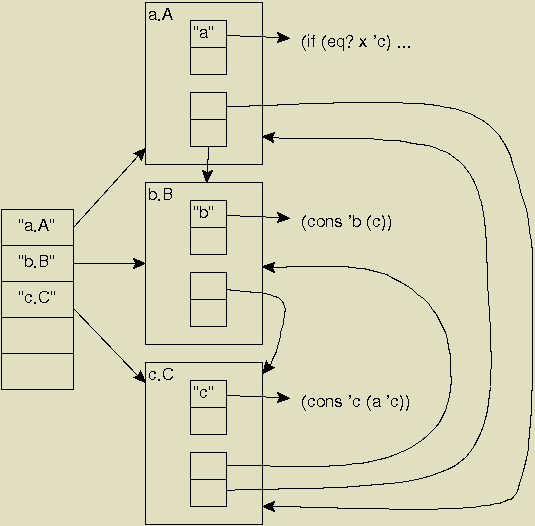 a.A
"a"
(if (eq? x 'c) ...
b.B
"b"
(cons 'b (c))
"a.A"
"b.B"
"c.C"
c.C
"c"
(cons 'c (a 'c))